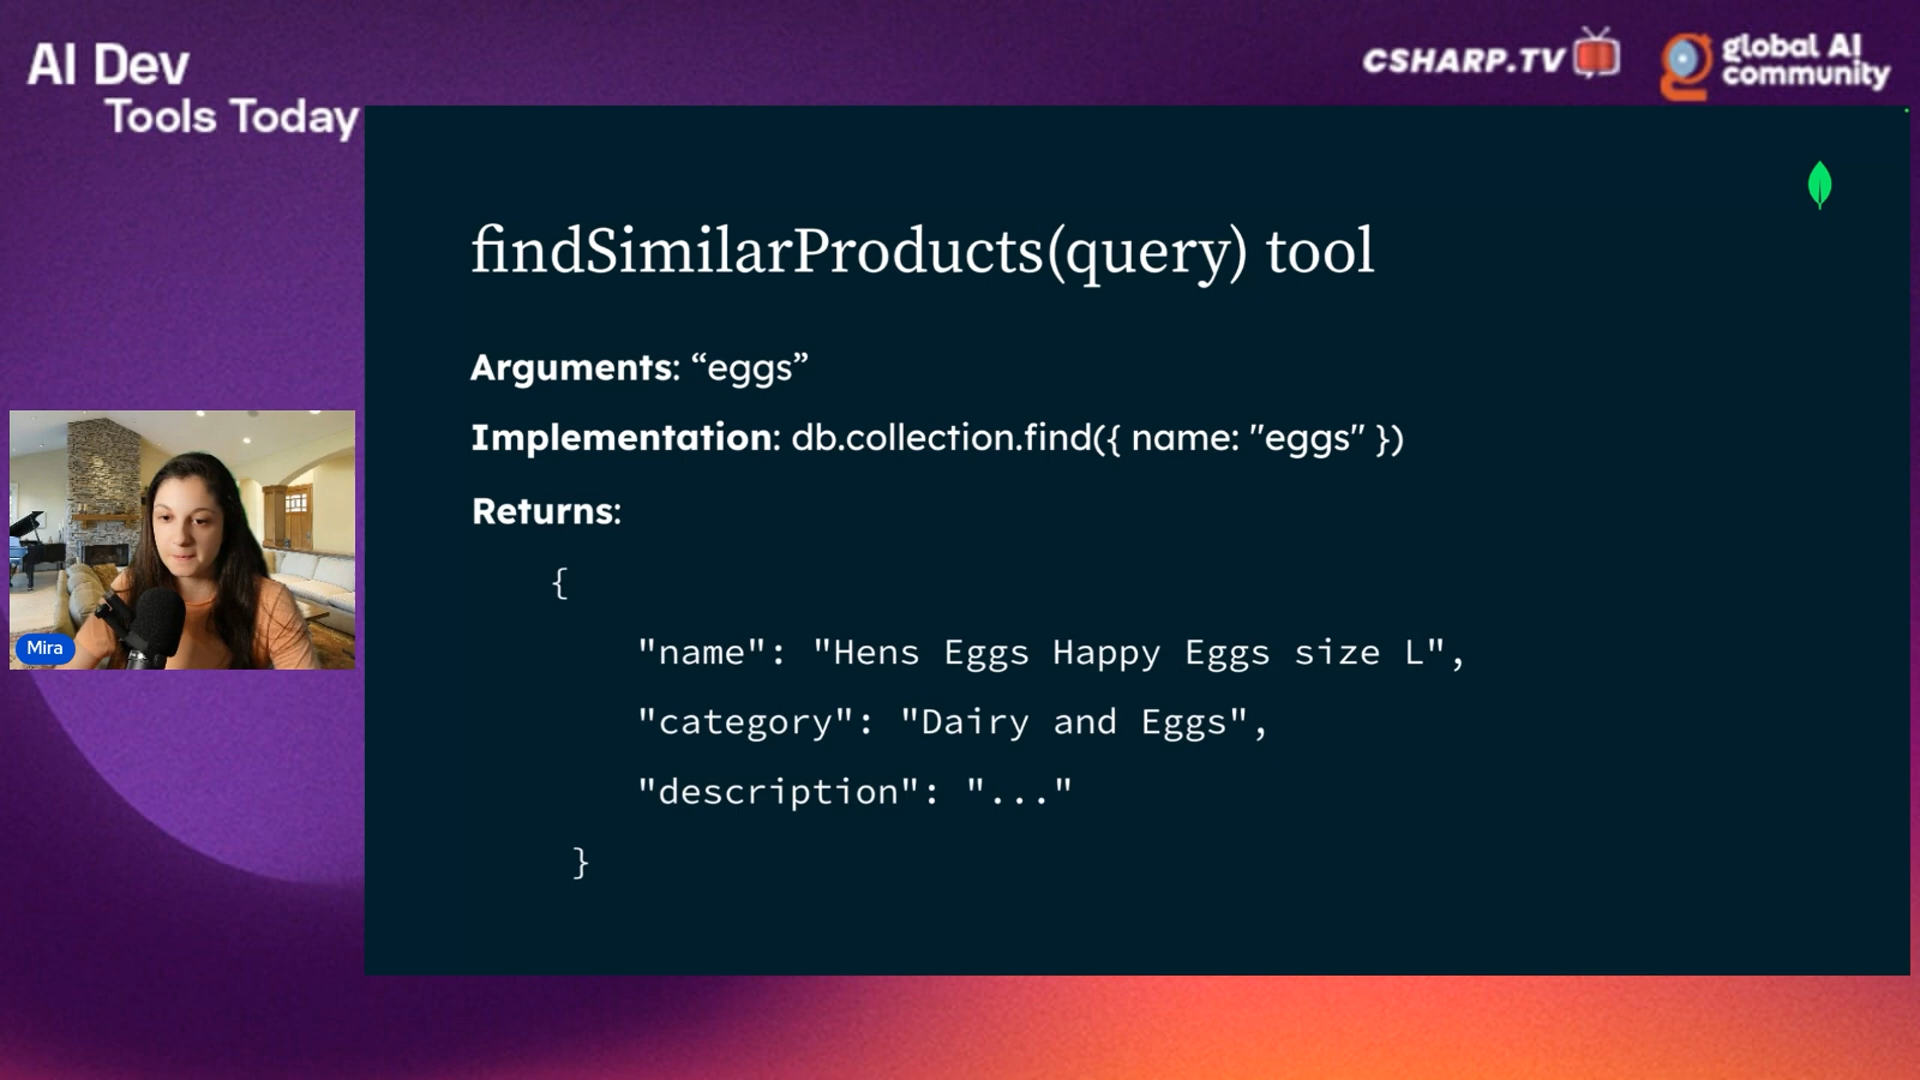 AI Dev
Tools Today
CSHARP.TV
global AI
community
findSimilarProducts(query) tool
Arguments: “eggs”
Implementation: db.collection.find({ name: "eggs" })
Returns:
{
"name": "Hens Eggs Happy Eggs size L",
"category": "Dairy and Eggs",
"description": "..."
}
Mira